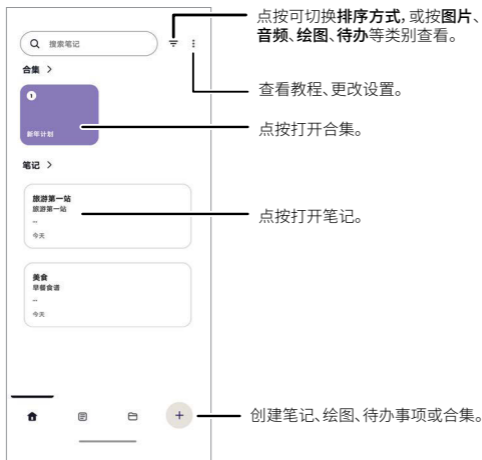 点按可切换排序方式，或按图片、
音频、绘图、待办等类别查看。
搜索笔记
合集 >
查看教程、更改设置。
1
新年计划
点按打开合集。
笔记 >
旅游第一站
旅游第一站
...
今天
点按打开笔记。
美食
早餐食谱
...
今天
创建笔记、绘图、待办事项或合集。